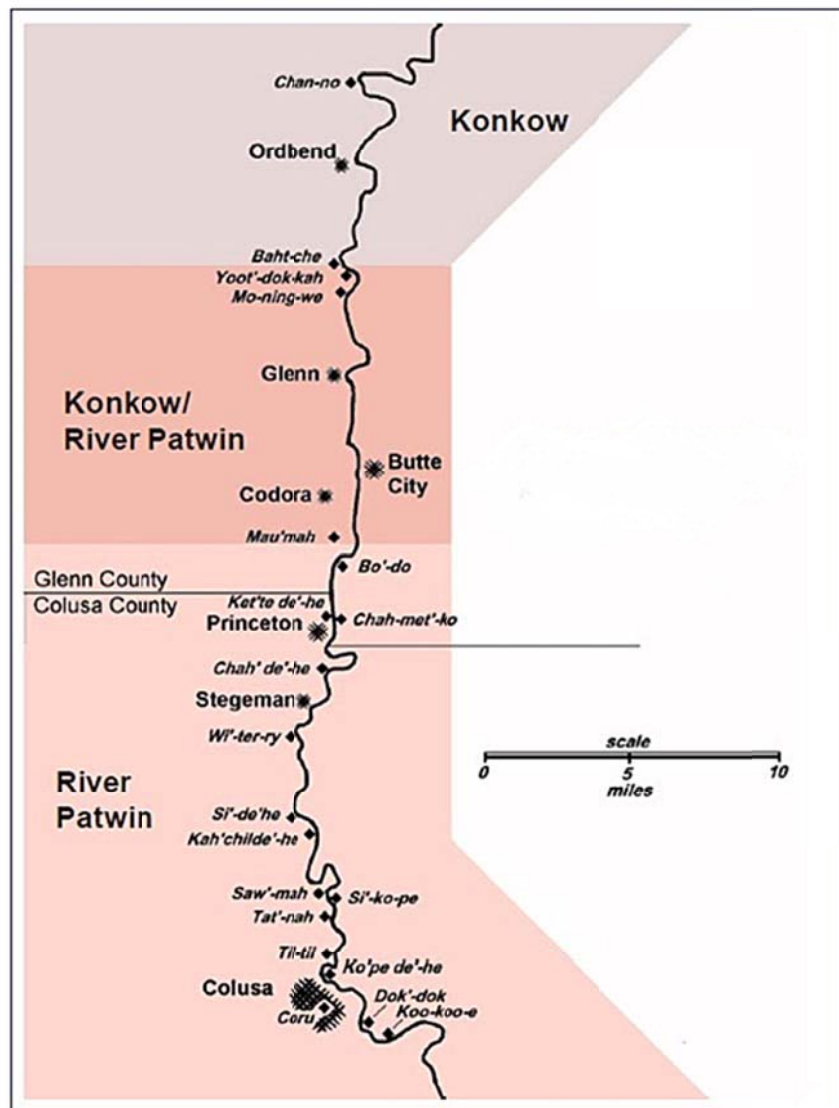 Chan-no
Konkow
Ordbend
Baht-che
Yoot'-dok-kah
Mo-ning-we
Glenn
Konkow/
River Patwin
Butte
City
Codora
Mau'mah
Bo'-do
Glenn County
Colusa County
Ket'te de'-he
Chah-met'-ko
Princeton
Chah' de'-he
Stegeman
Wi'-ter-ry
scale
0 5 10
miles
River
Patwin
Si'-de'he
Kah'childe'-he
Saw'-mah
Si'-ko-pe
Tat'-nah
Til-til
Ko'pe de'-he
Colusa
Dok'-dok
Coru
Koo-koo-e